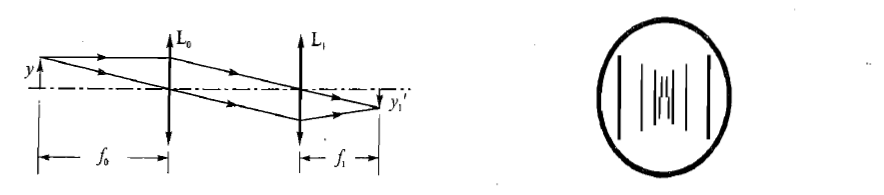 L₀ L₁
y y₁′
f₀ f₁